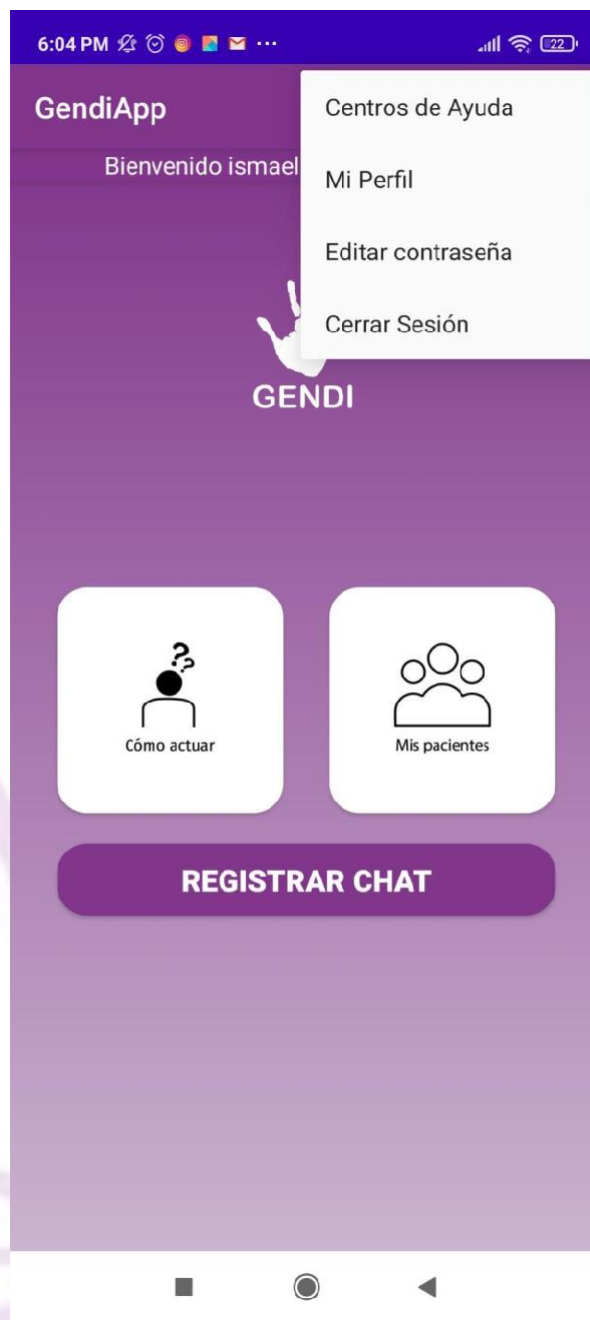 6:04 PM
22
GendiApp
Bienvenido ismael
Centros de Ayuda
Mi Perfil
Editar contraseña
Cerrar Sesión
GENDI
??
Cómo actuar
Mis pacientes
REGISTRAR CHAT